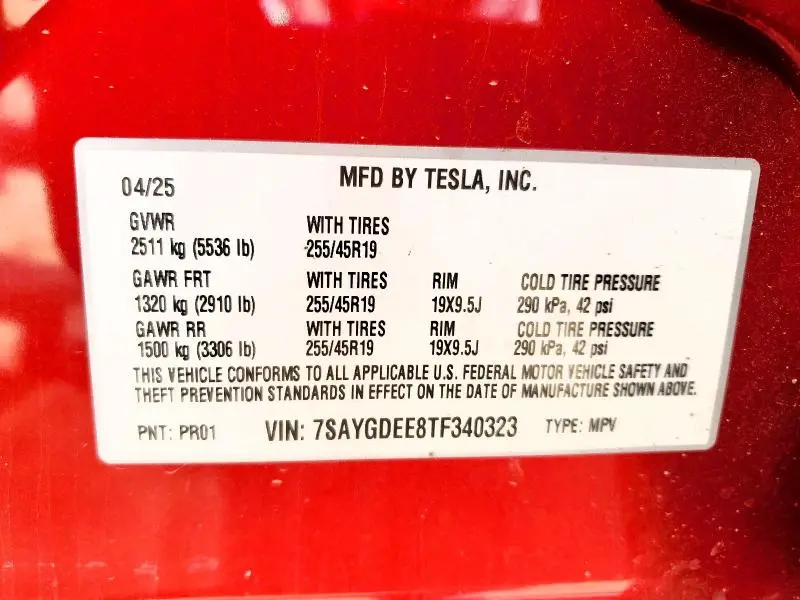 04/25 MFD BY TESLA, INC.
GVWR WITH TIRES
2511 kg (5536 lb) 255/45R19
GAWR FRT WITH TIRES RIM COLD TIRE PRESSURE
1320 kg (2910 lb) 255/45R19 19X9.5J 290 kPa, 42 psi
GAWR RR WITH TIRES RIM COLD TIRE PRESSURE
1500 kg (3306 lb) 255/45R19 19X9.5J 290 kPa, 42 psi
THIS VEHICLE CONFORMS TO ALL APPLICABLE U.S. FEDERAL MOTOR VEHICLE SAFETY AND
THEFT PREVENTION STANDARDS IN EFFECT ON THE DATE OF MANUFACTURE SHOWN ABOVE.
PNT: PR01 VIN: 7SAYGDEE8TF340323 TYPE: MPV